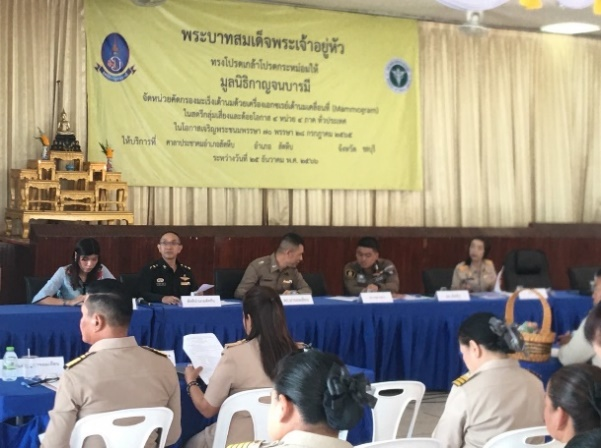 พระบาทสมเด็จพระเจ้าอยู่หัว
ทรงโปรดเกล้าโปรดกระหม่อมให้
มูลนิธิกาญจนบารมี
จัดหน่วยคัดกรองมะเร็งเต้านมด้วยเครื่องเอกซเรย์เต้านมเคลื่อนที่ (Mammogram)
ในสตรีกลุ่มเสี่ยงและด้อยโอกาส ๔ หน่วย ๔ ภาค ทั่วประเทศ
ในโอกาสเจริญพระชนมพรรษา ๗๐ พรรษา ๒๘ กรกฎาคม ๒๕๖๕
ให้บริการที่ ศาลาประชาคมอำเภอสัตหีบ อำเภอ สัตหีบ จังหวัด ชลบุรี
ระหว่างวันที่ ๒๕ ธันวาคม พ.ศ. ๒๕๖๖